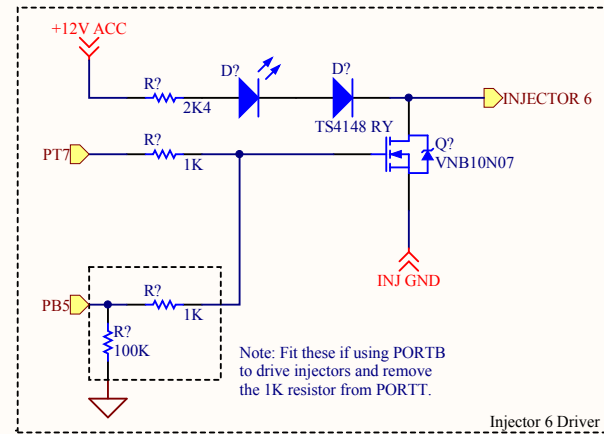 +12V ACC
D?
D?
R?
2K4
TS4148 RY
INJECTOR 6
PT7
R?
1K
Q?
VNB10N07
INJ GND
PB5
R?
1K
R?
100K
Note: Fit these if using PORTB
to drive injectors and remove
the 1K resistor from PORTT.
Injector 6 Driver